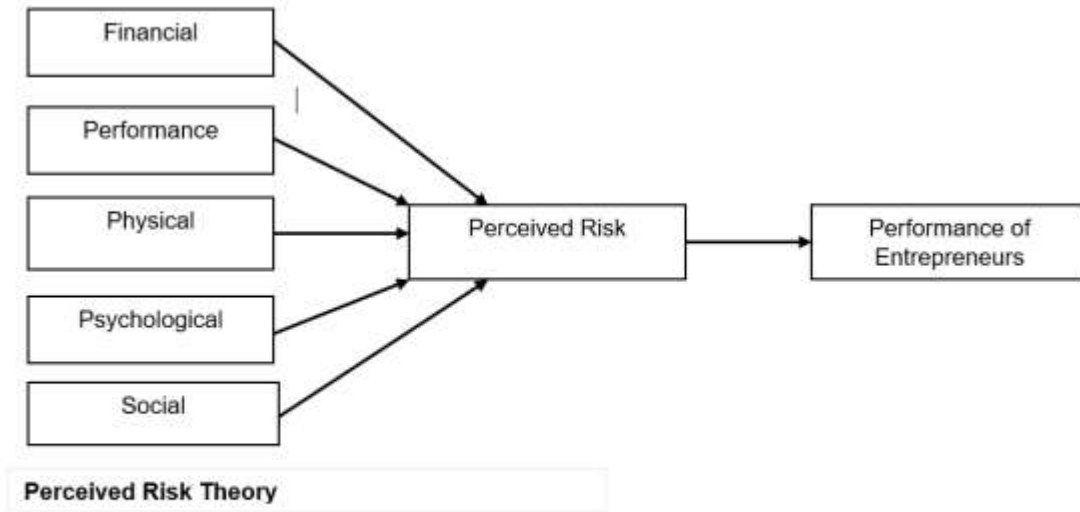 Financial
Performance
Physical
Psychological
Social
Perceived Risk
Performance of
Entrepreneurs
Perceived Risk Theory